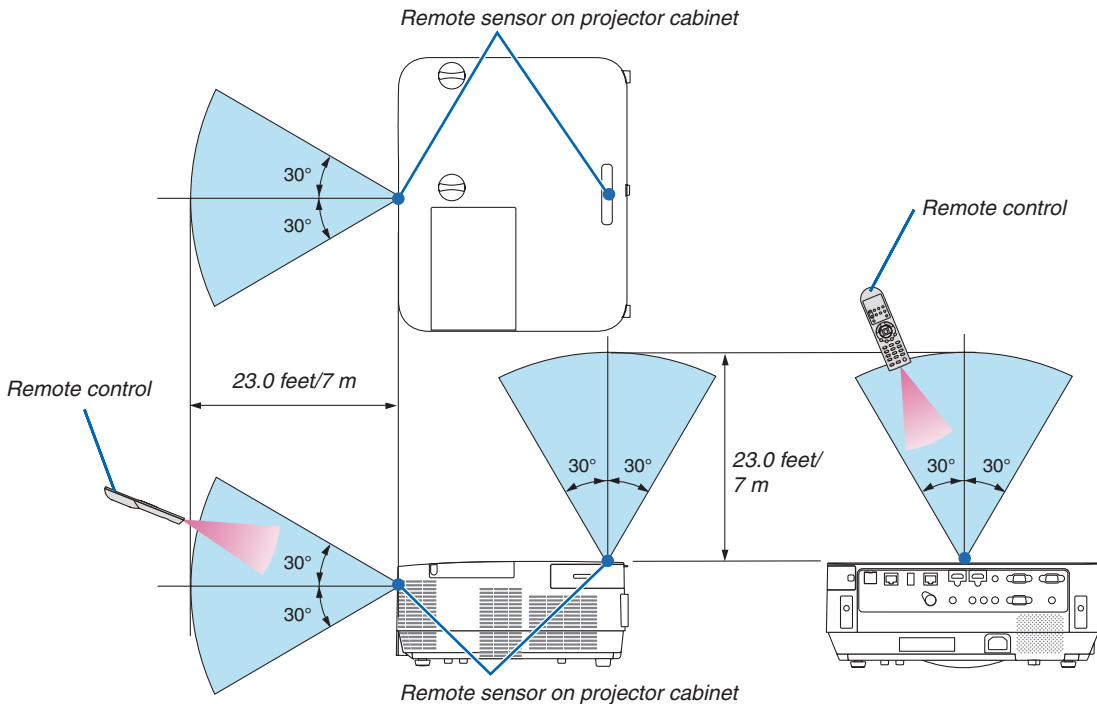 Remote sensor on projector cabinet
30°
30°
Remote control
23.0 feet/7 m
Remote control
30°
30°
23.0 feet/
7 m
30°
30°
30°
30°
Remote sensor on projector cabinet